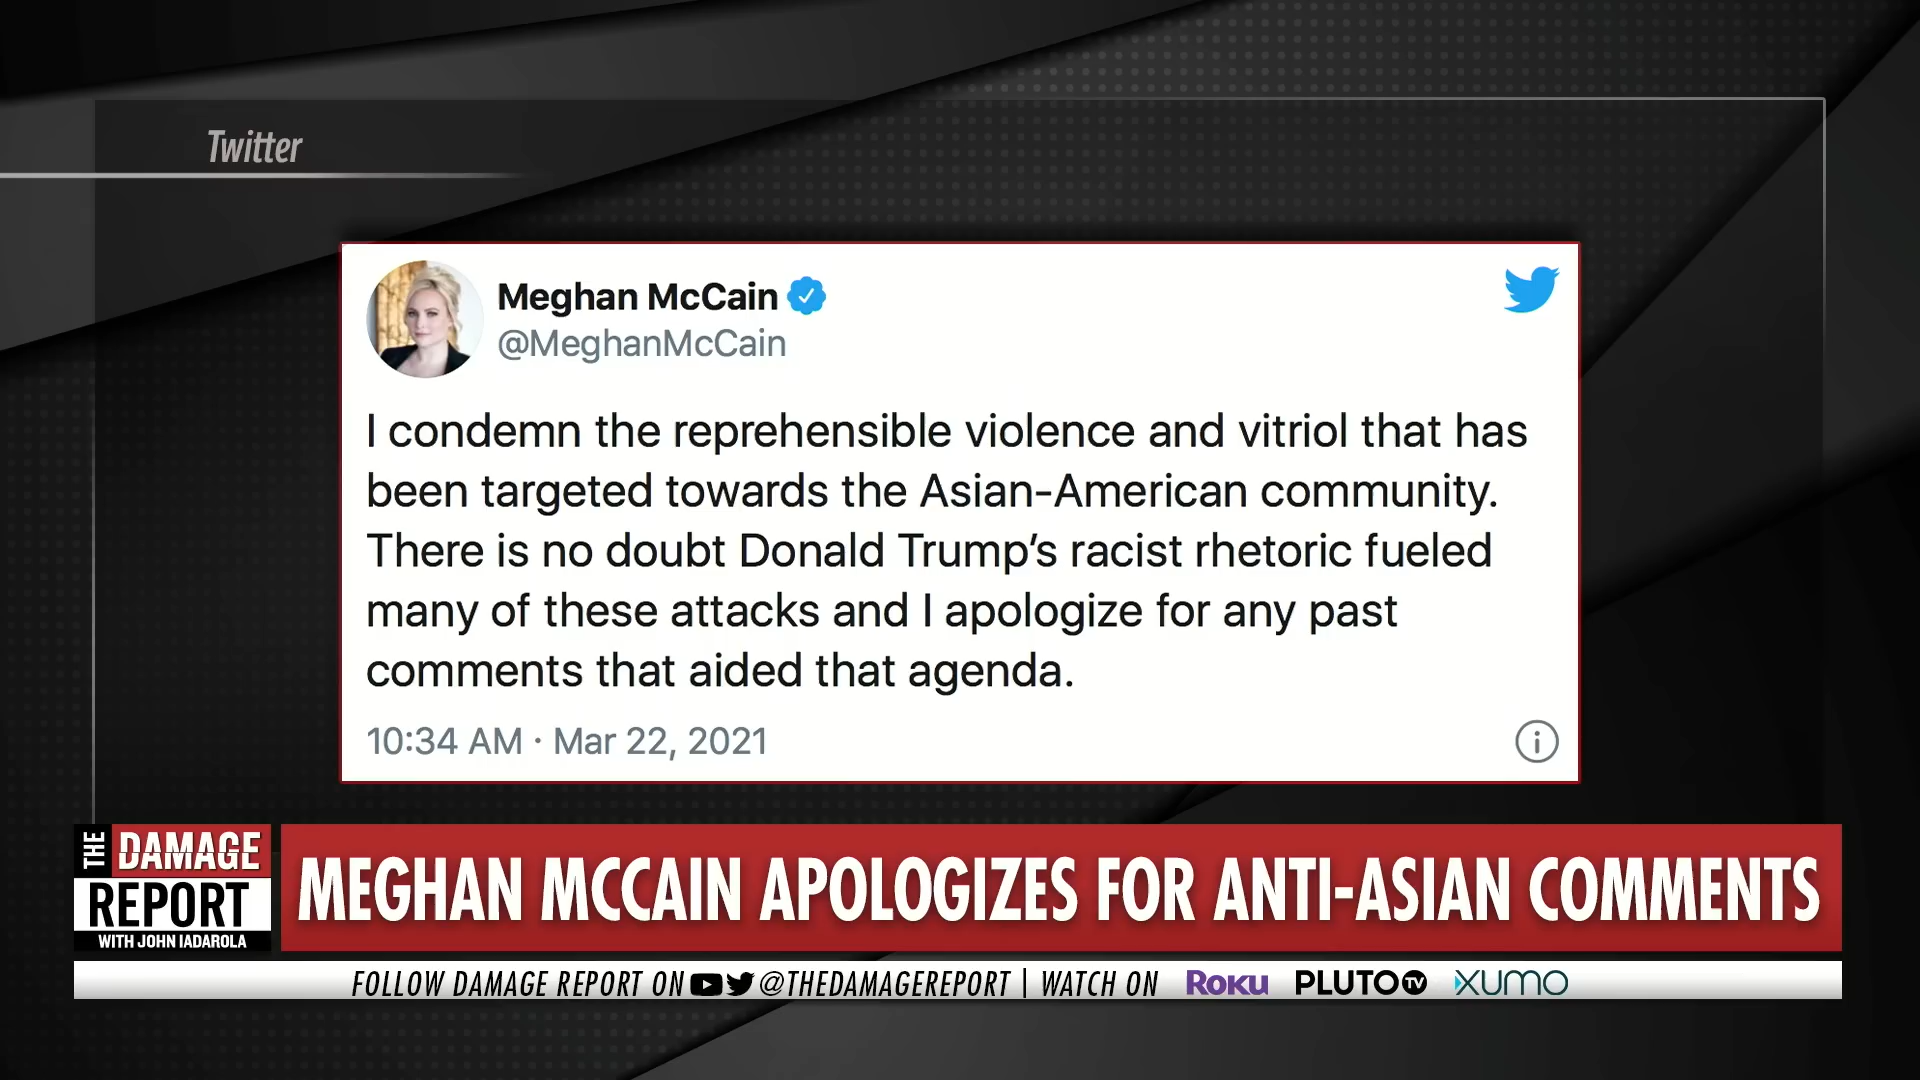 Twitter
Meghan McCain
@MeghanMcCain
I condemn the reprehensible violence and vitriol that has
been targeted towards the Asian-American community.
There is no doubt Donald Trump's racist rhetoric fueled
many of these attacks and I apologize for any past
comments that aided that agenda.
10:34 AM · Mar 22, 2021
THE DAMAGE
REPORT
WITH JOHN IADAROLA
MEGHAN MCCAIN APOLOGIZES FOR ANTI-ASIAN COMMENTS
FOLLOW DAMAGE REPORT ON @THEDAMAGEREPORT | WATCH ON ROKU PLUTO TV XUMO